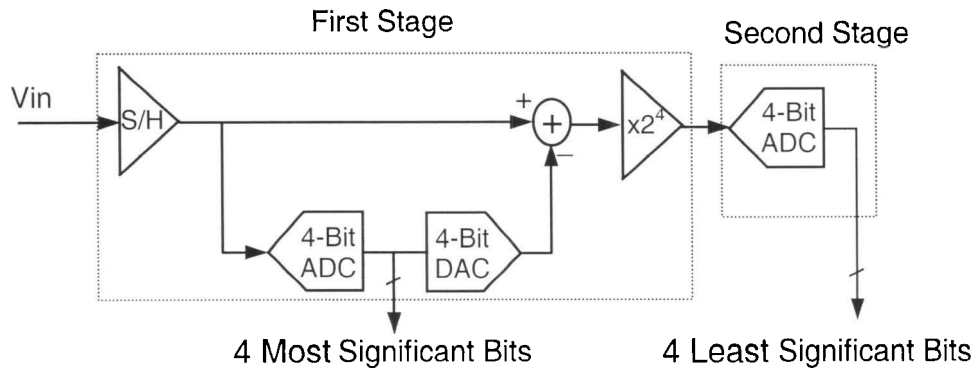 First Stage
Second Stage
Vin
S/H
+
+
−
x2⁴
4-Bit
ADC
4-Bit
ADC
4-Bit
DAC
4 Most Significant Bits
4 Least Significant Bits